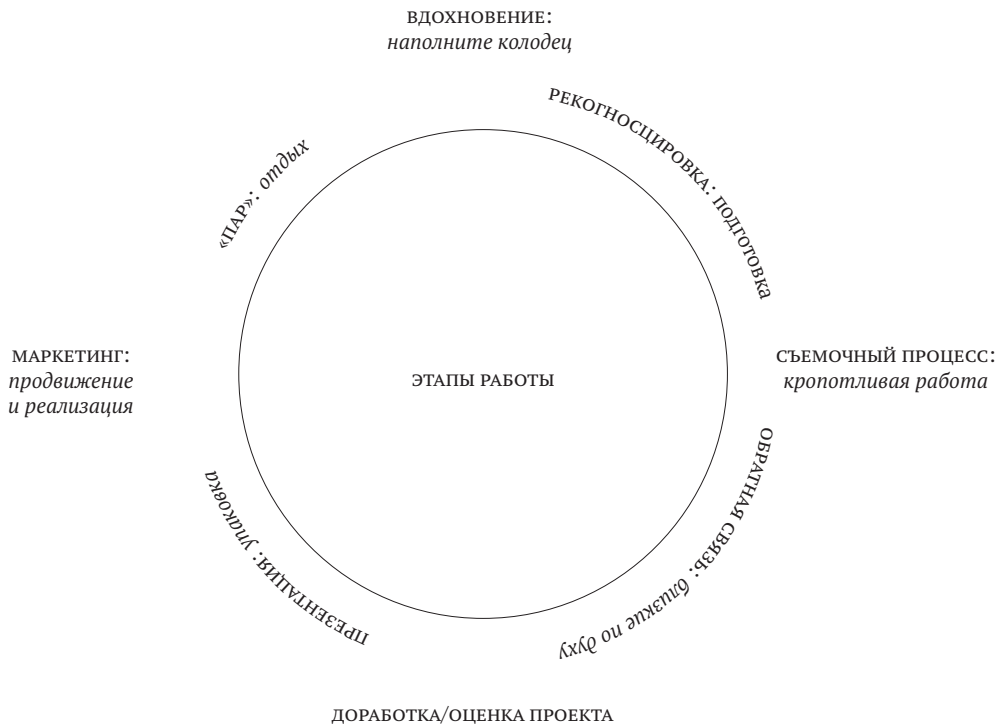 ВДОХНОВЕНИЕ:
наполните колодец
РЕКОГНОСЦИРОВКА: подготовка
СЪЕМОЧНЫЙ ПРОЦЕСС:
кропотливая работа
ОБРАТНАЯ СВЯЗЬ: близкие по духу
ДОРАБОТКА/ОЦЕНКА ПРОЕКТА
ПРЕЗЕНТАЦИЯ: упаковка
МАРКЕТИНГ:
продвижение
и реализация
«ПАР»: отдых
ЭТАПЫ РАБОТЫ